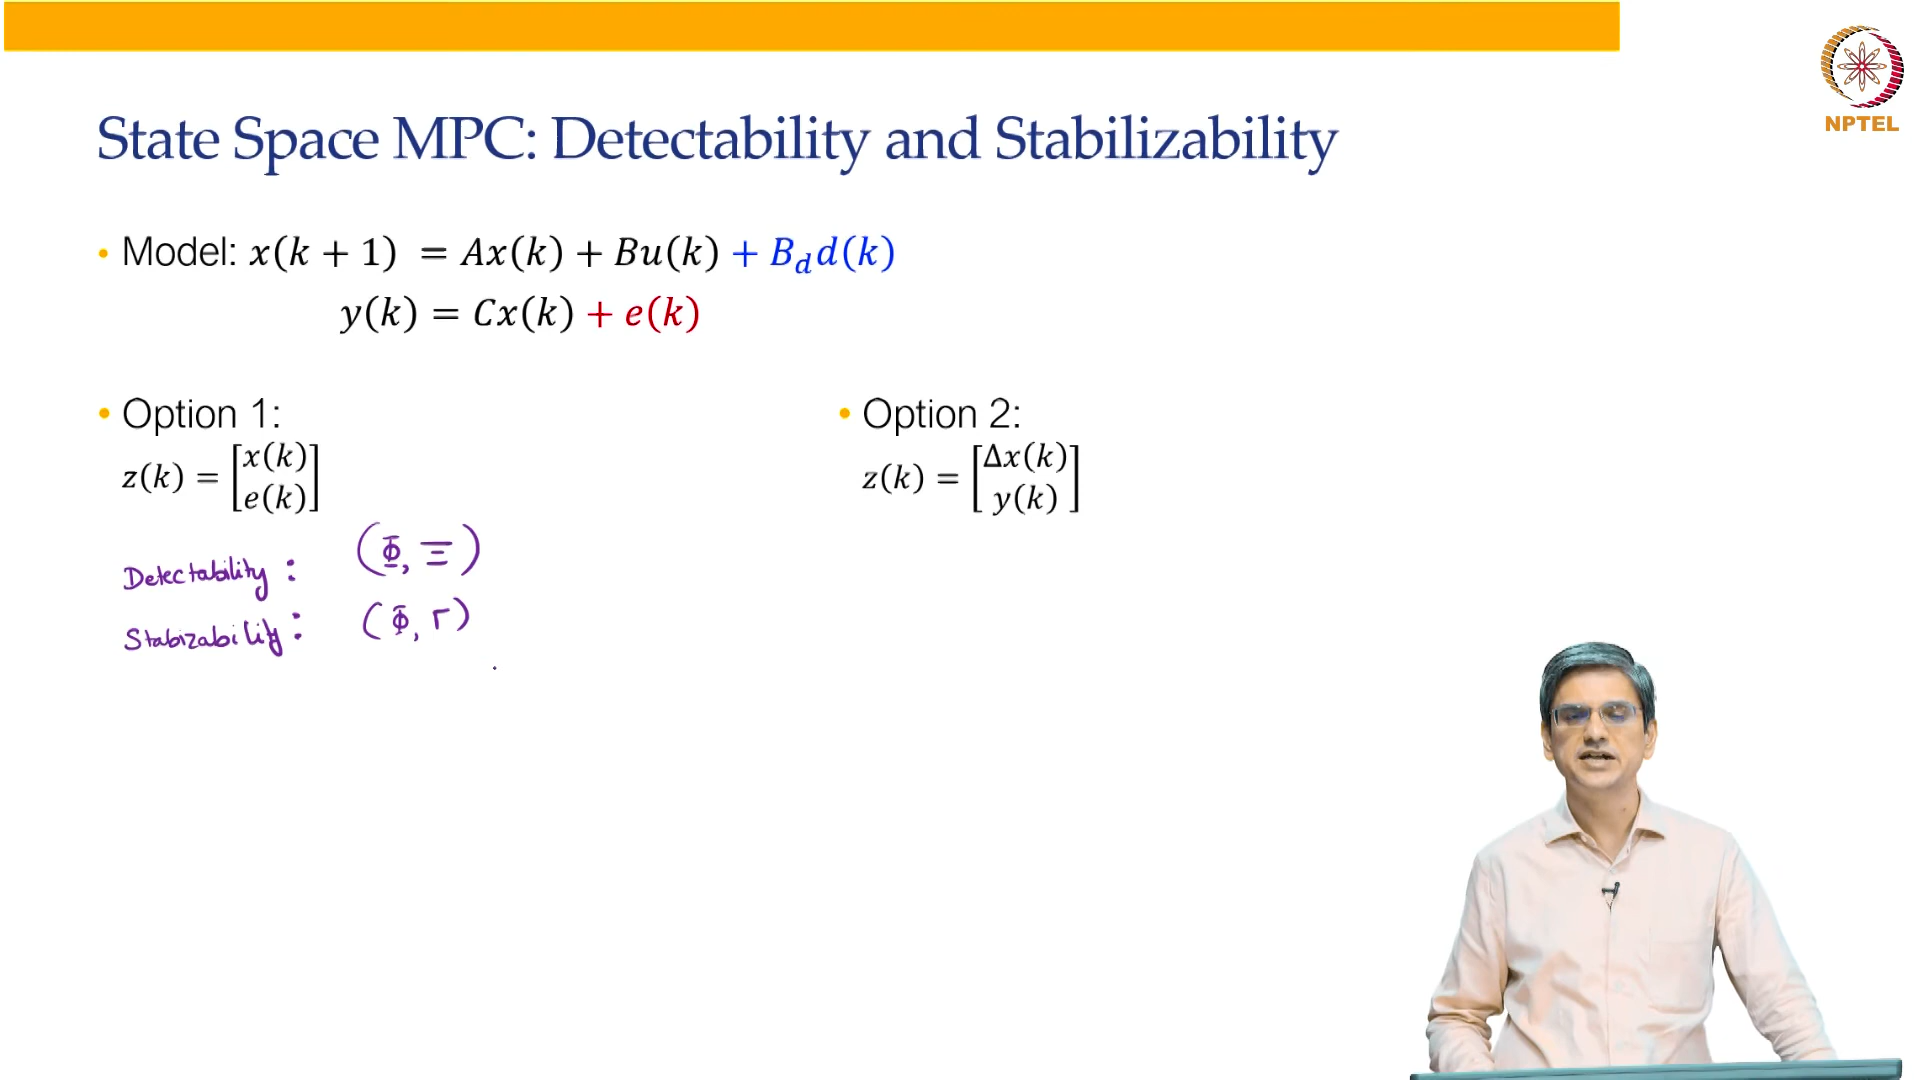 NPTEL
State Space MPC: Detectability and Stabilizability
• Model: x(k + 1) = Ax(k) + Bu(k) + B_d d(k)
y(k) = Cx(k) + e(k)
• Option 1:
z(k) = [x(k) e(k)]
Detectability: (Φ, Ξ)
Stabizability: (Φ, Γ)
• Option 2:
z(k) = [Δx(k) y(k)]